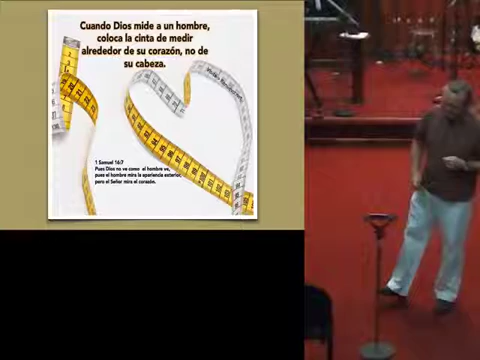 Cuando Dios mide a un hombre,
coloca la cinta de medir
alrededor de su corazón, no de
su cabeza.
1 Samuel 16:7
Pues Dios no ve como el hombre ve,
pues el hombre mira la apariencia exterior,
pero el Señor mira el corazón.